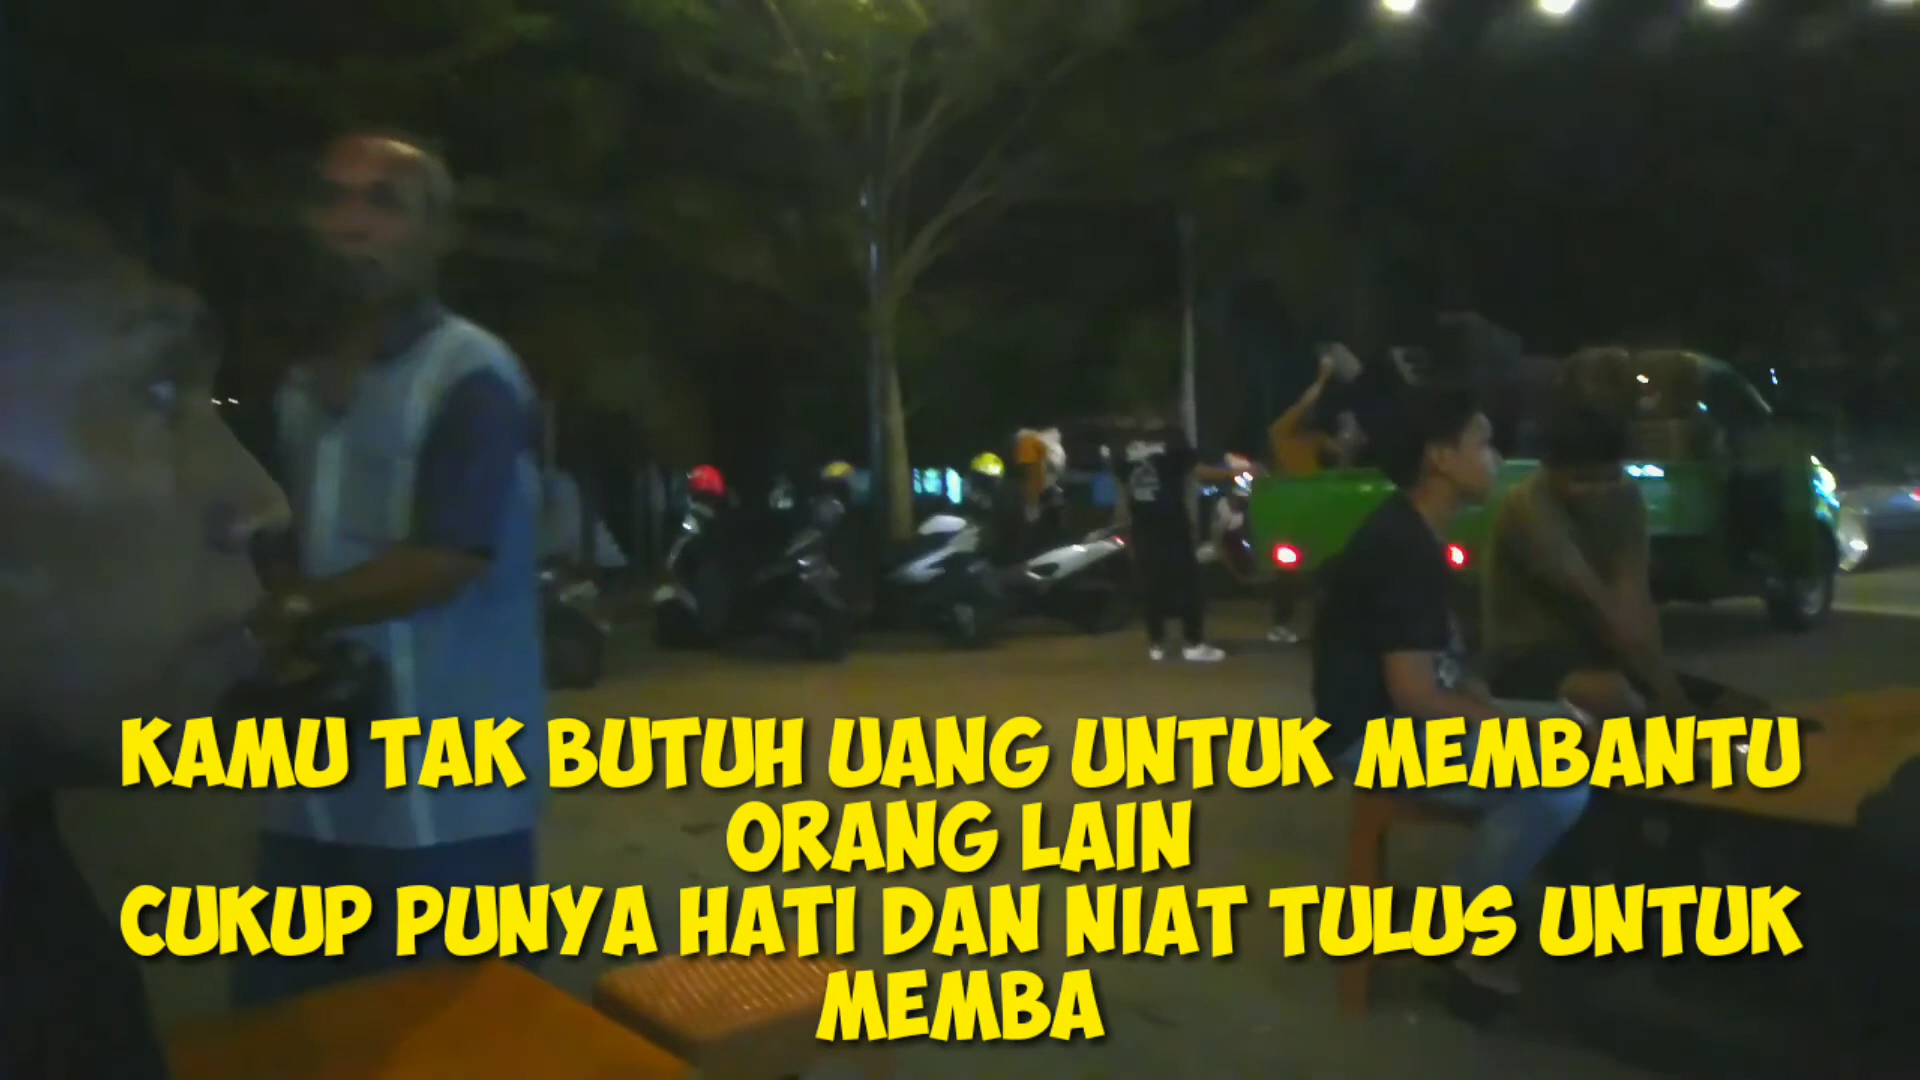 KAMU TAK BUTUH UANG UNTUK MEMBANTU
ORANG LAIN
CUKUP PUNYA HATI DAN NIAT TULUS UNTUK
MEMBA